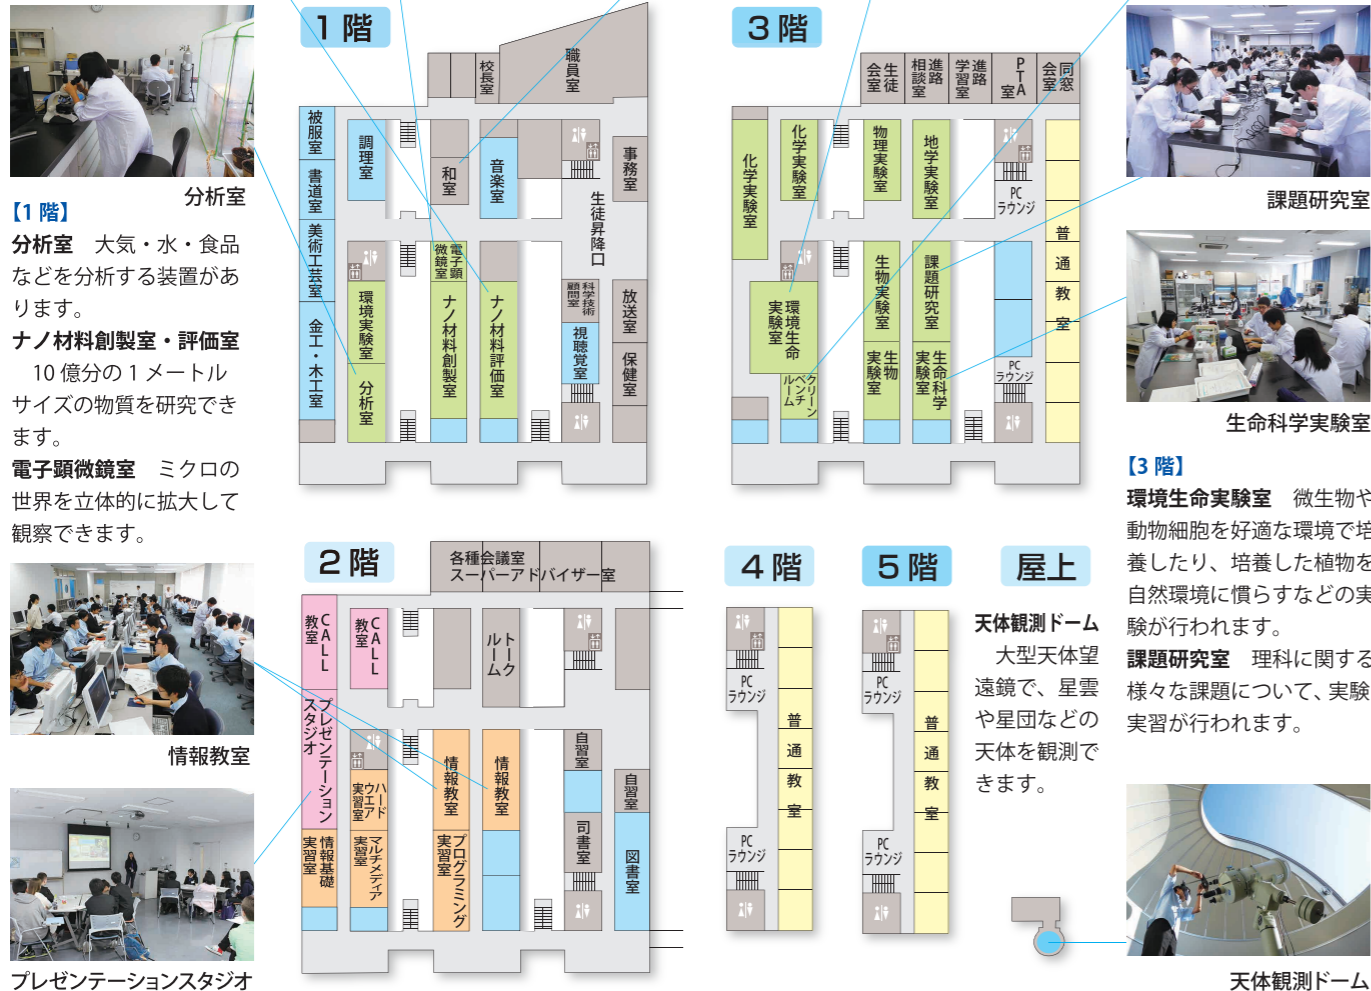 分析室
【1 階】
分析室　大気・水・食品
などを分析する装置があ
ります。
ナノ材料創製室・評価室
10 億分の 1 メートル
サイズの物質を研究でき
ます。
電子顕微鏡室　ミクロの
世界を立体的に拡大して
観察できます。
情報教室
プレゼンテーションスタジオ
1 階
校長室
職員室
被服室
書道室
美術工芸室
金工・木工室
調理室
環境実験室
分析室
和室
電子顕微鏡室
ナノ材料創製室
音楽室
ナノ材料評価室
生徒昇降口
科学技術顧問室
視聴覚室
事務室
放送室
保健室
2 階
各種会議室
スーパーアドバイザー室
CALL教室
プレゼンテーションスタジオ
情報基礎実習室
CALL教室
ハードウエア実習室
マルチメディア実習室
情報教室
プログラミング実習室
トークルーム
情報教室
自習室
司書室
自習室
図書室
3 階
生徒会室
進路相談室
進路学習室
PTA室
同窓会室
化学実験室
化学実験室
環境生命実験室
クリーンベンチルーム
物理実験室
生物実験室
生物実験室
地学実験室
課題研究室
生命科学実験室
PC
ラウンジ
PC
ラウンジ
普通教室
4 階
PC
ラウンジ
PC
ラウンジ
普通教室
5 階
PC
ラウンジ
PC
ラウンジ
普通教室
屋上
天体観測ドーム
大型天体望
遠鏡で、星雲
や星団などの
天体を観測で
きます。
課題研究室
生命科学実験室
【3 階】
環境生命実験室　微生物や
動物細胞を好適な環境で培
養したり、培養した植物を
自然環境に慣らすなどの実
験が行われます。
課題研究室　理科に関する
様々な課題について、実験
実習が行われます。
天体観測ドーム